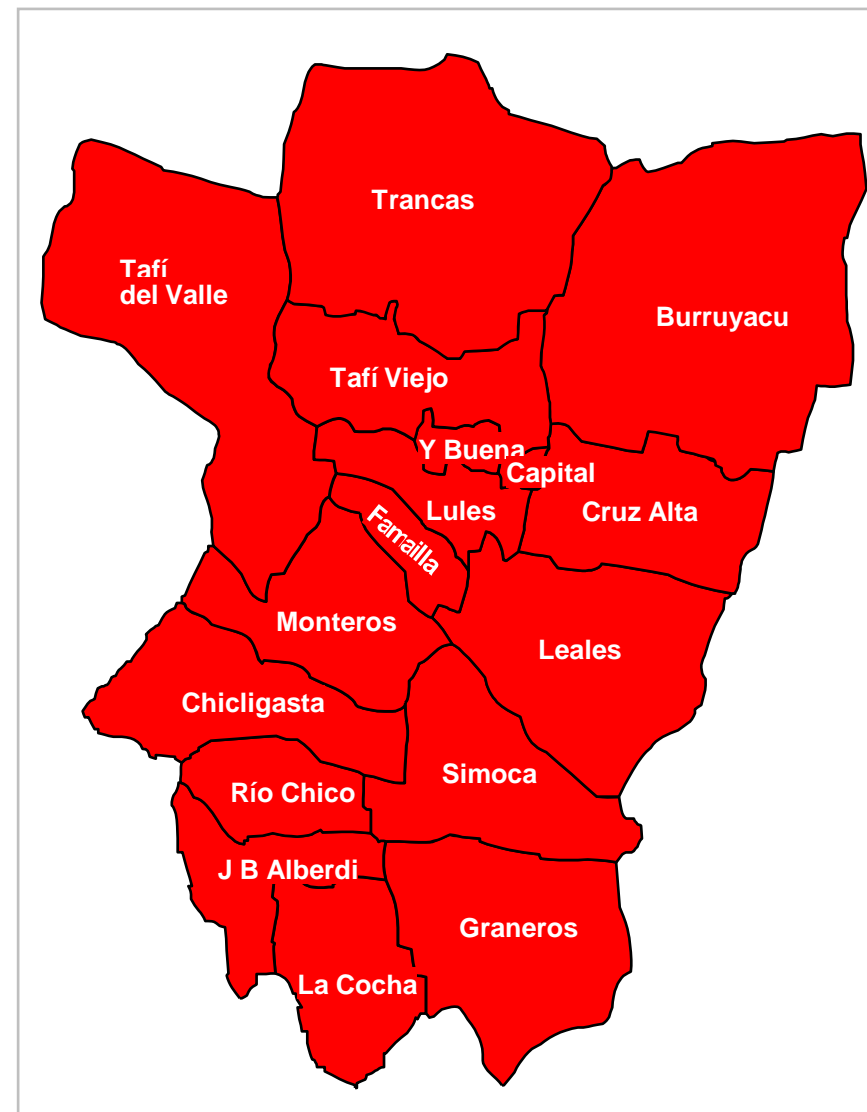 Trancas
Tafí
del Valle
Burruyacu
Tafí Viejo
Y Buena
Capital
Lules
Cruz Alta
Famailla
Monteros
Leales
Chicligasta
Simoca
Río Chico
J B Alberdi
Graneros
La Cocha